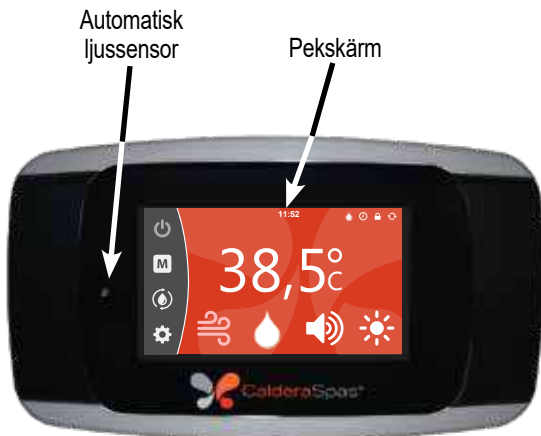 Automatisk
ljussensor
Pekskärm
11:52
M
38,5°C
CalderaSpas®